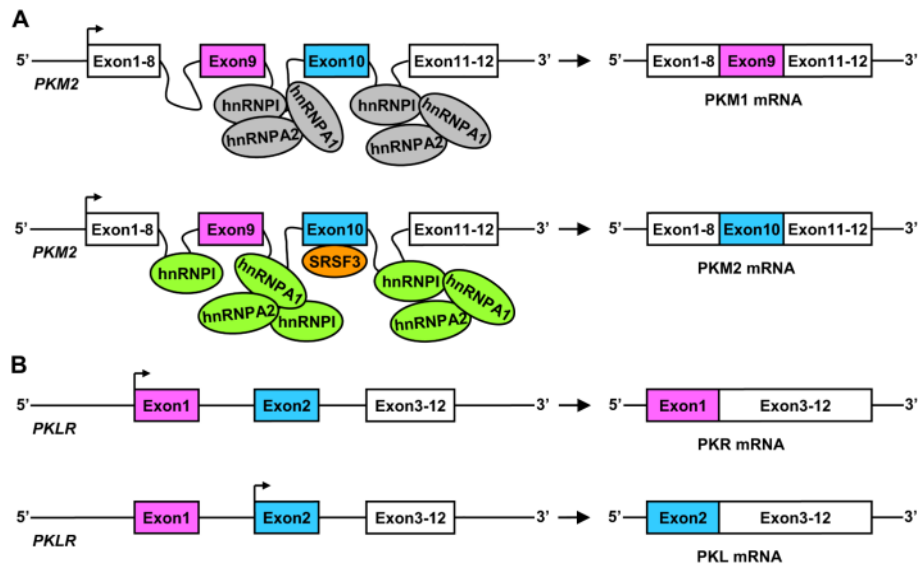 A
5’ Exon1-8 Exon9 Exon10 Exon11-12 3’ 5’ Exon1-8 Exon9 Exon11-12 3’
PKM2
hnRNPI hnRNPA1 hnRNPI hnRNPA1
PKM1 mRNA
hnRNPA2 hnRNPA2
5’ Exon1-8 Exon9 Exon10 Exon11-12 3’ 5’ Exon1-8 Exon10 Exon11-12 3’
PKM2
SRSF3
PKM2 mRNA
hnRNPI hnRNPA1 hnRNPI hnRNPA1
hnRNPA2 hnRNPI hnRNPA2
B
5’ Exon1 Exon2 Exon3-12 3’ 5’ Exon1 Exon3-12 3’
PKLR
PKR mRNA
5’ Exon1 Exon2 Exon3-12 3’ 5’ Exon2 Exon3-12 3’
PKLR
PKL mRNA